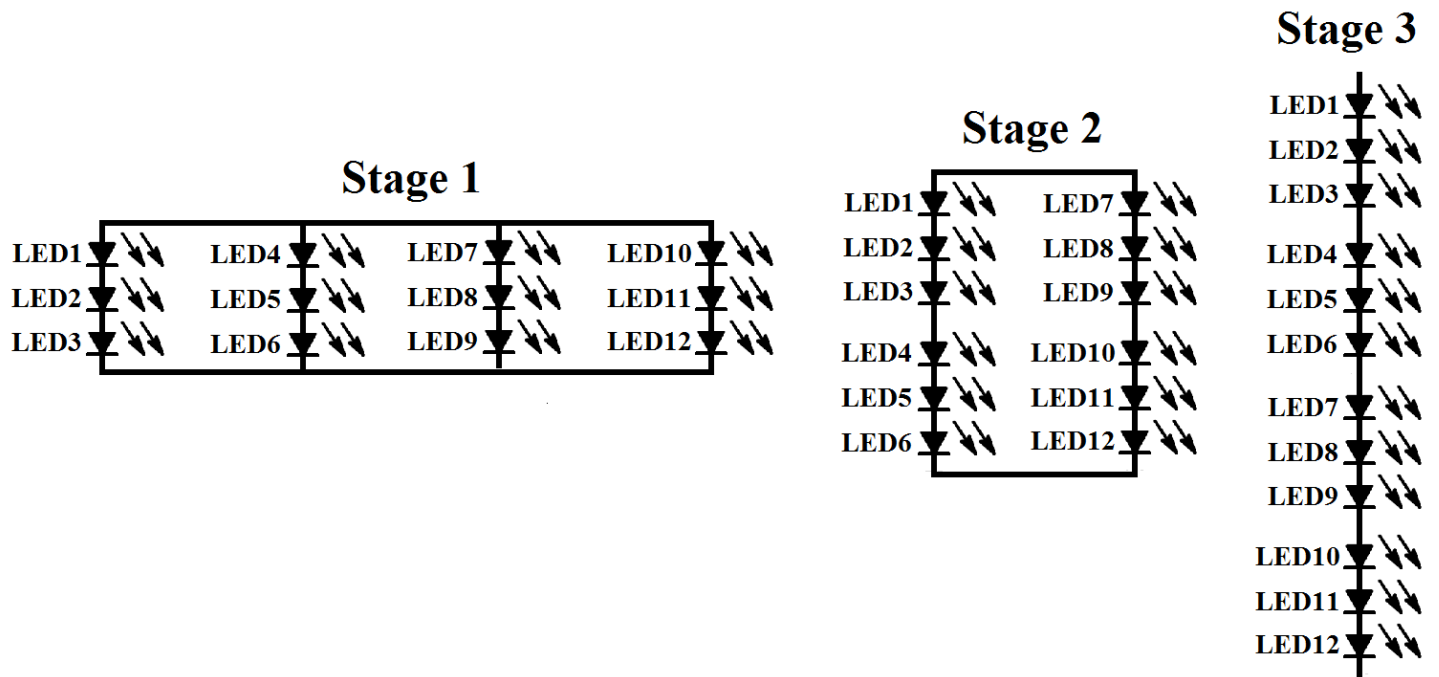 Stage 1
LED1 LED4 LED7 LED10
LED2 LED5 LED8 LED11
LED3 LED6 LED9 LED12
Stage 2
LED1 LED7
LED2 LED8
LED3 LED9
LED4 LED10
LED5 LED11
LED6 LED12
Stage 3
LED1
LED2
LED3
LED4
LED5
LED6
LED7
LED8
LED9
LED10
LED11
LED12